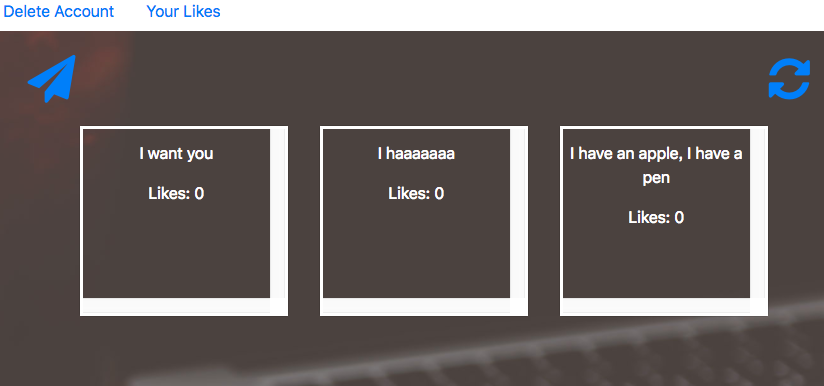 Delete Account
Your Likes
I want you
Likes: 0
I haaaaaaa
Likes: 0
I have an apple, I have a
pen
Likes: 0